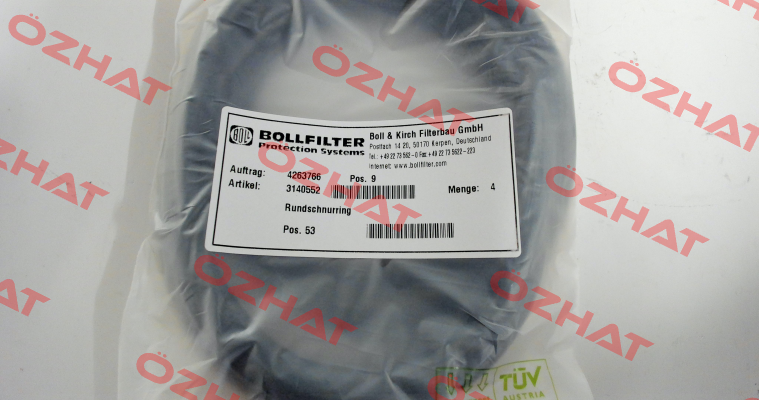 BOLL
BOLLFILTER
Protection Systems
Boll & Kirch Filterbau GmbH
Postfach 14 20, 50170 Kerpen, Deutschland
Tel.: +49 22 73 562-0 Fax: +49 22 73 5622-223
Internet: www.bollfilter.com
Auftrag: 4263766 Pos. 9
Artikel: 3140552 Menge: 4
Rundschnurring
Pos. 53
TÜV
AUSTRIA
ÖZHAT
ÖZHAT
ÖZHAT
ÖZHAT
ÖZHAT
ÖZHAT
ÖZHAT
ÖZHAT
ÖZHAT
ÖZHAT